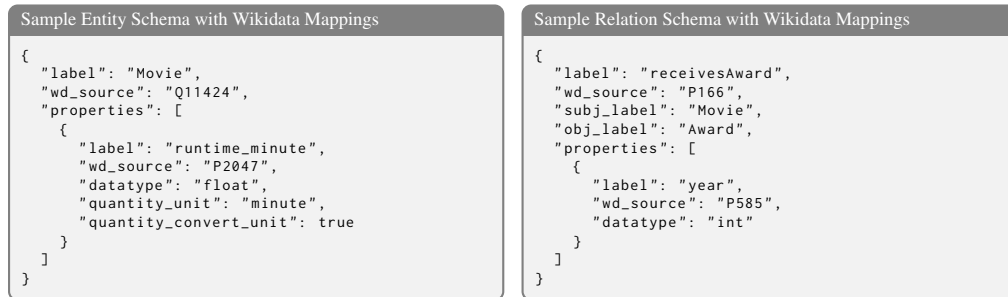 Sample Entity Schema with Wikidata Mappings
{
  "label": "Movie",
  "wd_source": "Q11424",
  "properties": [
    {
      "label": "runtime_minute",
      "wd_source": "P2047",
      "datatype": "float",
      "quantity_unit": "minute",
      "quantity_convert_unit": true
    }
  ]
}
Sample Relation Schema with Wikidata Mappings
{
  "label": "receivesAward",
  "wd_source": "P166",
  "subj_label": "Movie",
  "obj_label": "Award",
  "properties": [
    {
      "label": "year",
      "wd_source": "P585",
      "datatype": "int"
    }
  ]
}